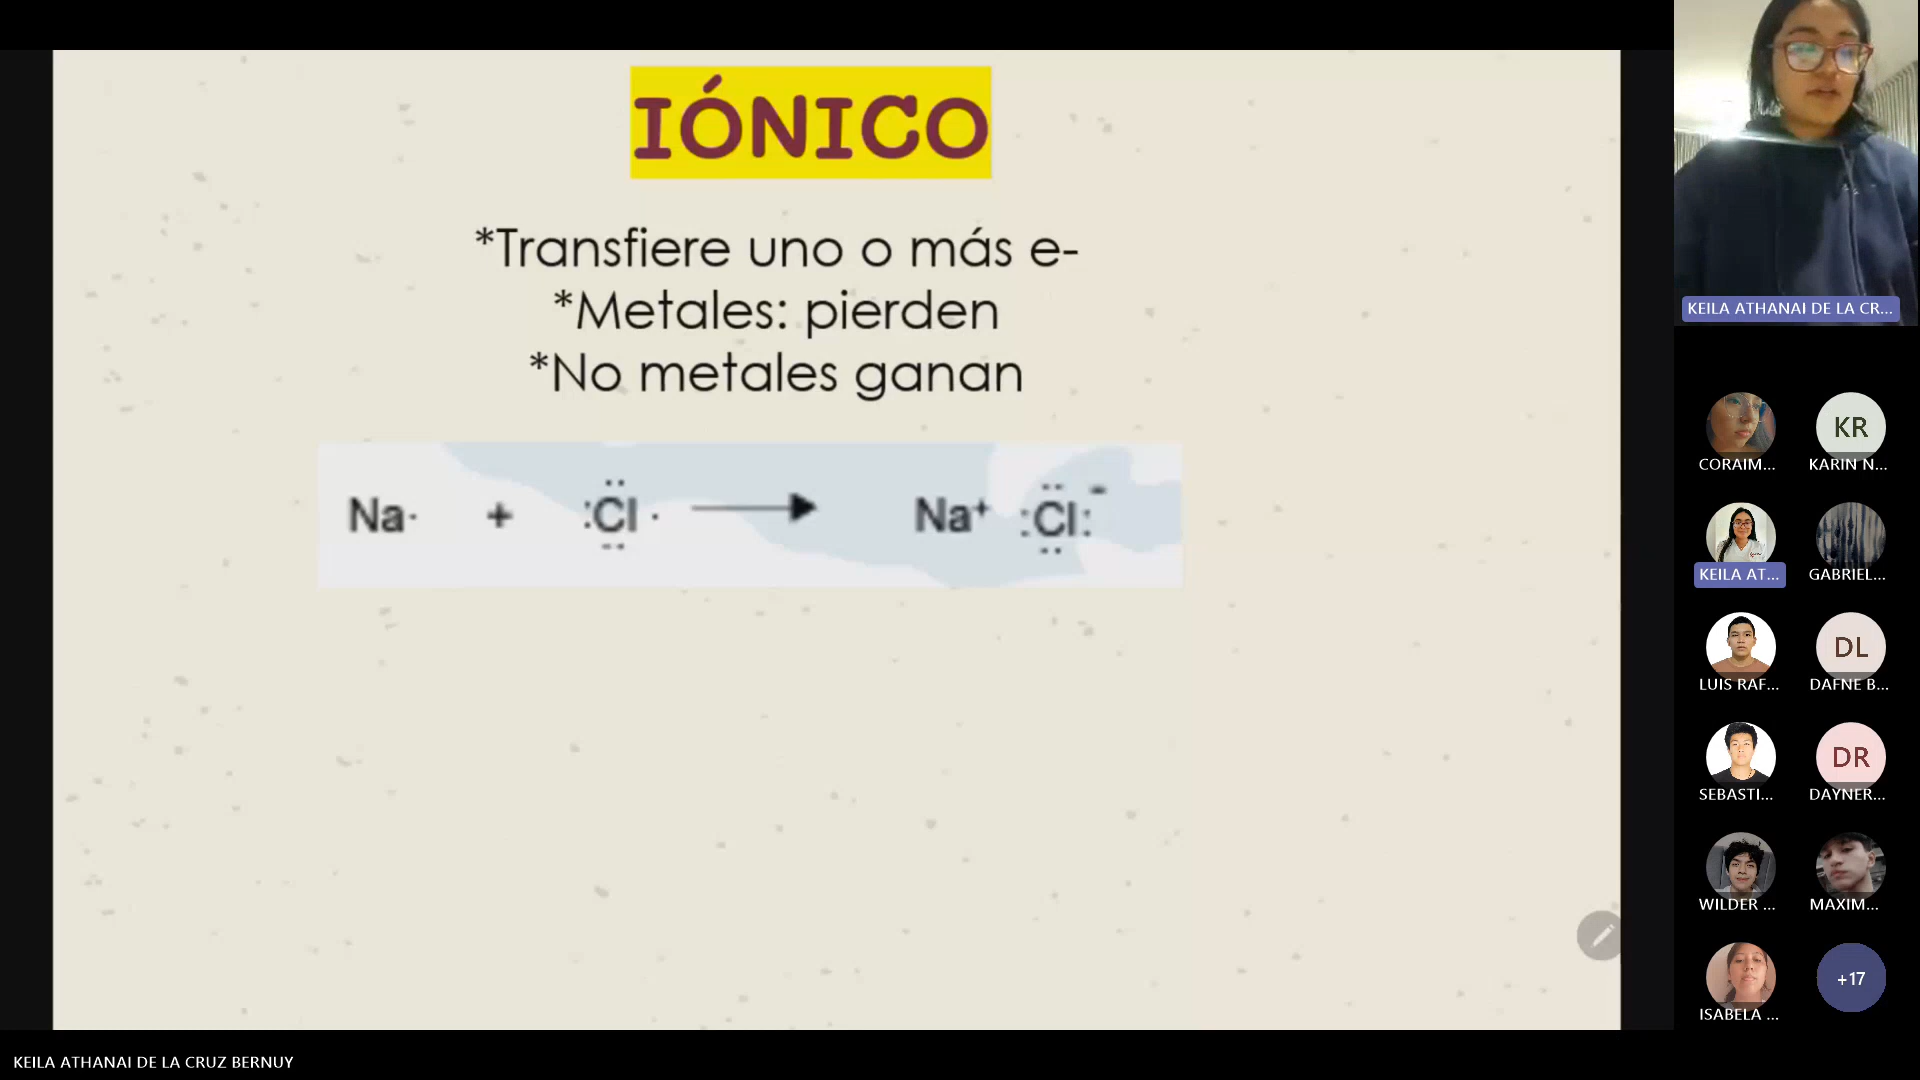 IÓNICO
*Transfiere uno o más e-
*Metales: pierden
*No metales ganan
Na· + :Cl · → Na⁺ :Cl:⁻
KEILA ATHANAI DE LA CR...
CORAIM...
KR
KARIN N...
KEILA AT...
GABRIEL...
LUIS RAF...
DL
DAFNE B...
SEBASTI...
DR
DAYNER...
WILDER ...
MAXIM...
ISABELA ...
+17
KEILA ATHANAI DE LA CRUZ BERNUY